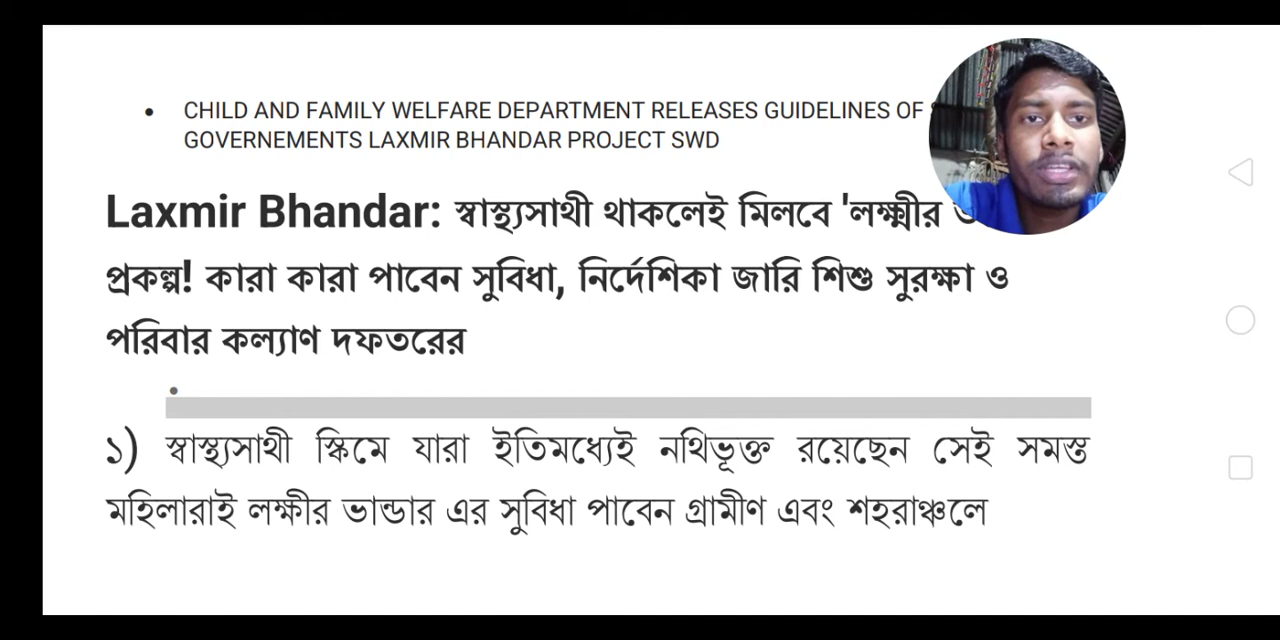 • CHILD AND FAMILY WELFARE DEPARTMENT RELEASES GUIDELINES OF
GOVERNEMENTS LAXMIR BHANDAR PROJECT SWD
Laxmir Bhandar: স্বাস্থ্যসাথী থাকলেই মিলবে 'লক্ষ্মীর
প্রকল্প! কারা কারা পাবেন সুবিধা, নির্দেশিকা জারি শিশু সুরক্ষা ও
পরিবার কল্যাণ দফতরের
১) স্বাস্থ্যসাথী স্কিমে যারা ইতিমধ্যেই নথিভূক্ত রয়েছেন সেই সমস্ত
মহিলারাই লক্ষীর ভান্ডার এর সুবিধা পাবেন গ্রামীণ এবং শহরাঞ্চলে